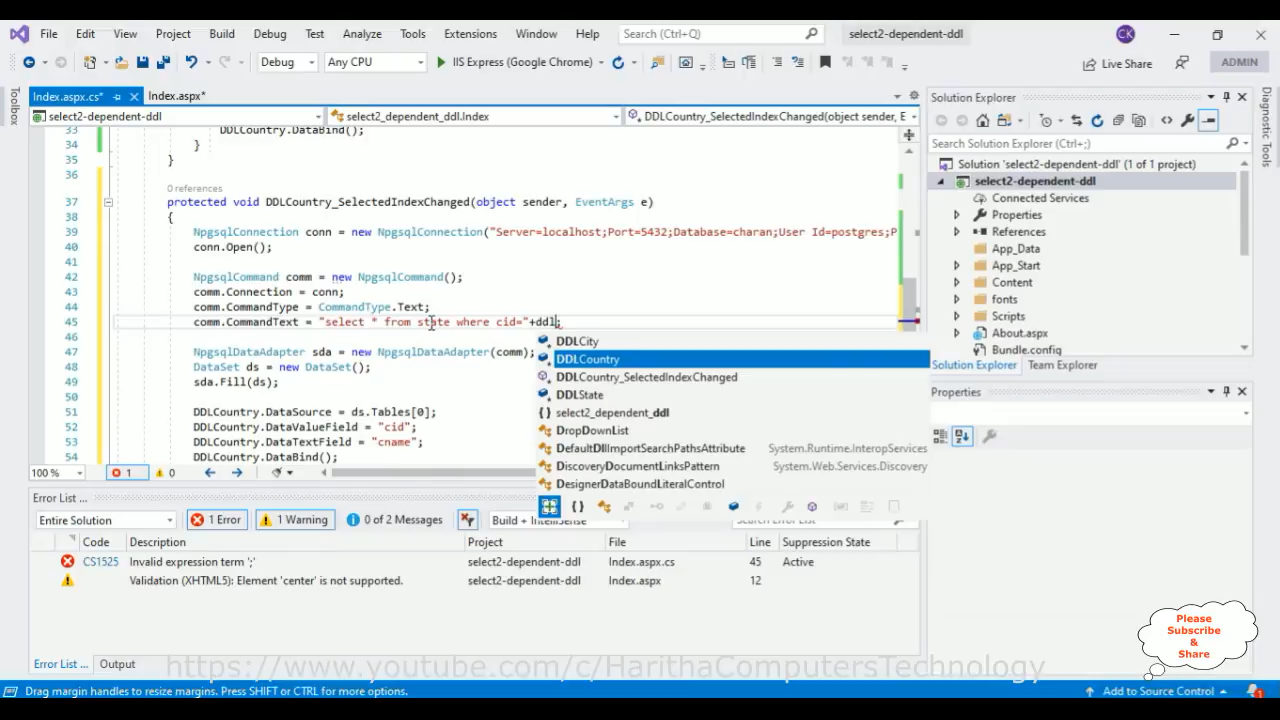 File Edit View Project Build Debug Test Analyze Tools Extensions Window Help Search (Ctrl+Q) select2-dependent-ddl CK
Debug Any CPU IIS Express (Google Chrome) Live Share ADMIN
Toolbox
Index.aspx.cs* Index.aspx*
select2-dependent-ddl select2_dependent_ddl.Index DDLCountry_SelectedIndexChanged(object sender, E
33 DDLCountry.DataBind();
34 }
35 }
36
0 references
37 protected void DDLCountry_SelectedIndexChanged(object sender, EventArgs e)
38 {
39 NpgsqlConnection conn = new NpgsqlConnection("Server=localhost;Port=5432;Database=charan;User Id=postgres;P
40 conn.Open();
41
42 NpgsqlCommand comm = new NpgsqlCommand();
43 comm.Connection = conn;
44 comm.CommandType = CommandType.Text;
45 comm.CommandText = "select * from state where cid="+ddl;
46
47 NpgsqlDataAdapter sda = new NpgsqlDataAdapter(comm);
48 DataSet ds = new DataSet();
49 sda.Fill(ds);
50
51 DDLCountry.DataSource = ds.Tables[0];
52 DDLCountry.DataValueField = "cid";
53 DDLCountry.DataTextField = "cname";
54 DDLCountry.DataBind();
DDLCity
DDLCountry
DDLCountry_SelectedIndexChanged
DDLState
{} select2_dependent_ddl
DropDownList
DefaultDllImportSearchPathsAttribute System.Runtime.InteropServices
DiscoveryDocumentLinksPattern System.Web.Services.Discovery
DesignerDataBoundLiteralControl
100 % 1 0
Solution Explorer
Search Solution Explorer (Ctrl+;)
Solution 'select2-dependent-ddl' (1 of 1 project)
select2-dependent-ddl
Connected Services
Properties
References
App_Data
App_Start
Content
fonts
Scripts
About.aspx
Bundle.config
Solution Explorer Team Explorer
Properties
Diagnostic Tools
Error List ...
Entire Solution 1 Error 1 Warning 0 of 2 Messages Build + IntelliSense Search Error List
Code Description Project File Line Suppression State
CS1525 Invalid expression term ';' select2-dependent-ddl Index.aspx.cs 45 Active
Validation (XHTML5): Element 'center' is not supported. select2-dependent-ddl Index.aspx 12
Please
Subscribe
&
Share
Error List ... Output
https://www.youtube.com/c/HarithaComputersTechnology
Drag margin handles to resize margins. Press SHIFT or CTRL for more options. Add to Source Control 1